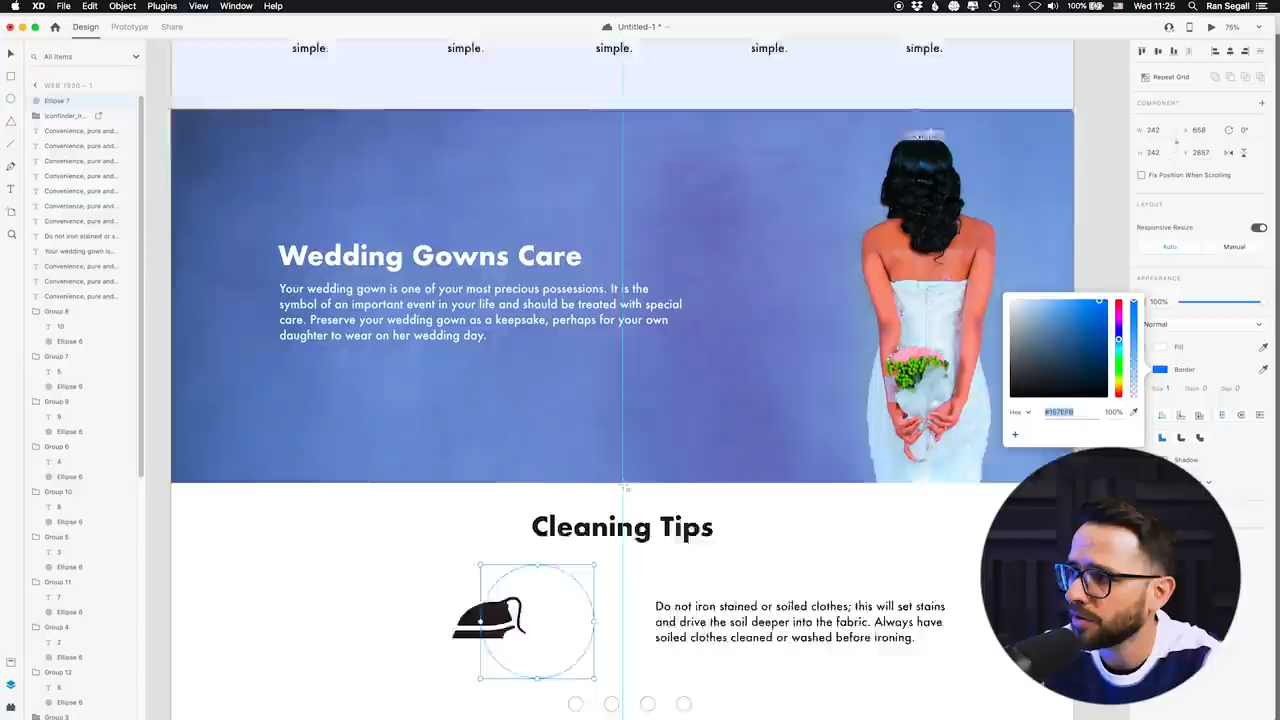 XD File Edit Object Plugins View Window Help
100% Wed 11:25 Ran Segall
Design Prototype Share
Untitled-1 *
75%
All Items
WEB 1920 – 1
Ellipse 7
iconfinder_ir...
Convenience, pure and...
Convenience, pure and...
Convenience, pure and...
Convenience, pure and...
Convenience, pure and...
Convenience, pure and...
Convenience, pure and...
Do not iron stained or s...
Your wedding gown is...
Convenience, pure and...
Convenience, pure and...
Convenience, pure and...
Group 8
10
Ellipse 6
Group 7
5
Ellipse 6
Group 9
9
Ellipse 6
Group 6
4
Ellipse 6
Group 10
8
Ellipse 6
Group 5
3
Ellipse 6
Group 11
7
Ellipse 6
Group 4
2
Ellipse 6
Group 12
6
Ellipse 6
Group 3
simple. simple. simple. simple. simple.
Wedding Gowns Care
Your wedding gown is one of your most precious possessions. It is the
symbol of an important event in your life and should be treated with special
care. Preserve your wedding gown as a keepsake, perhaps for your own
daughter to wear on her wedding day.
Cleaning Tips
Do not iron stained or soiled clothes; this will set stains
and drive the soil deeper into the fabric. Always have
soiled clothes cleaned or washed before ironing.
Repeat Grid
COMPONENT
W 242 X 658 0°
H 242 Y 2857
Fix Position When Scrolling
LAYOUT
Responsive Resize
Auto Manual
APPEARANCE
100%
Normal
Fill
Border
Size 1 Dash 0 Gap 0
Shadow
Hex #157EFB 100%